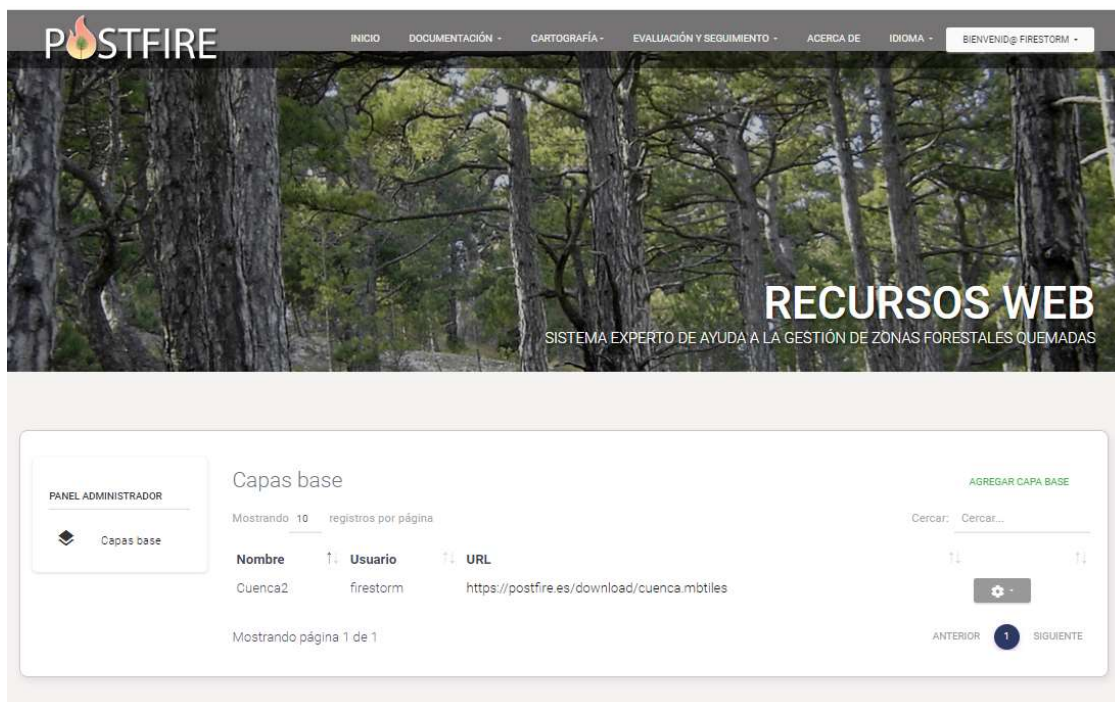 POSTFIRE
INICIO DOCUMENTACIÓN CARTOGRAFÍA EVALUACIÓN Y SEGUIMIENTO ACERCA DE IDIOMA BIENVENID@ FIRESTORM
RECURSOS WEB
SISTEMA EXPERTO DE AYUDA A LA GESTIÓN DE ZONAS FORESTALES QUEMADAS
PANEL ADMINISTRADOR
Capas base
Capas base
AGREGAR CAPA BASE
Mostrando 10 registros por página
Cercar: Cercar...
Nombre Usuario URL
Cuenca2 firestorm https://postfire.es/download/cuenca.mbtiles
Mostrando página 1 de 1
ANTERIOR 1 SIGUIENTE